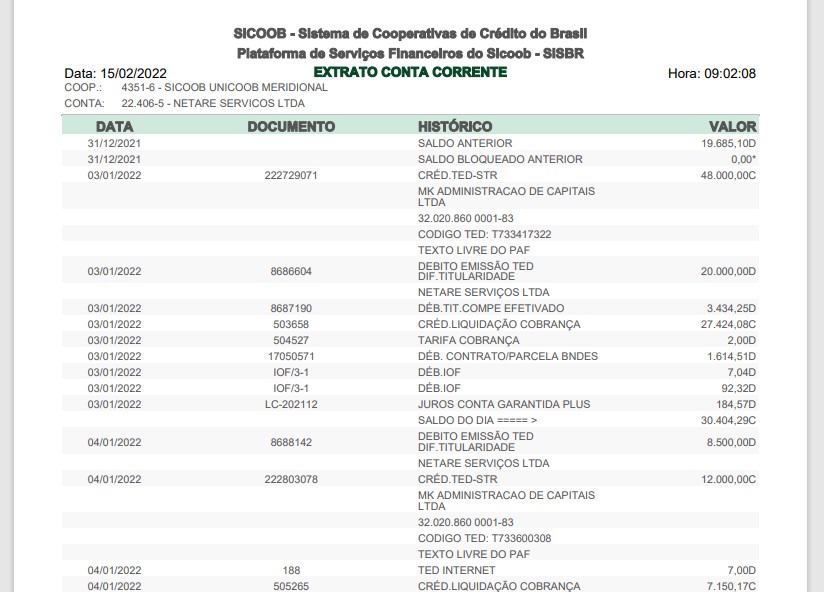 SICOOB - Sistema de Cooperativas de Crédito do Brasil
Plataforma de Serviços Financeiros do Sicoob - SISBR
Data: 15/02/2022 EXTRATO CONTA CORRENTE Hora: 09:02:08
COOP.: 4351-6 - SICOOB UNICOOB MERIDIONAL
CONTA: 22.406-5 - NETARE SERVICOS LTDA
DATA DOCUMENTO HISTÓRICO VALOR
31/12/2021 SALDO ANTERIOR 19.685,10D
31/12/2021 SALDO BLOQUEADO ANTERIOR 0,00*
03/01/2022 222729071 CRÉD.TED-STR 48.000,00C
MK ADMINISTRACAO DE CAPITAIS
LTDA
32.020.860 0001-83
CODIGO TED: T733417322
TEXTO LIVRE DO PAF
03/01/2022 8686604 DEBITO EMISSÃO TED
DIF.TITULARIDADE 20.000,00D
NETARE SERVIÇOS LTDA
03/01/2022 8687190 DÉB.TIT.COMPE EFETIVADO 3.434,25D
03/01/2022 503658 CRÉD.LIQUIDAÇÃO COBRANÇA 27.424,08C
03/01/2022 504527 TARIFA COBRANÇA 2,00D
03/01/2022 17050571 DÉB. CONTRATO/PARCELA BNDES 1.614,51D
03/01/2022 IOF/3-1 DÉB.IOF 7,04D
03/01/2022 IOF/3-1 DÉB.IOF 92,32D
03/01/2022 LC-202112 JUROS CONTA GARANTIDA PLUS 184,57D
SALDO DO DIA ===== > 30.404,29C
04/01/2022 8688142 DEBITO EMISSÃO TED
DIF.TITULARIDADE 8.500,00D
NETARE SERVIÇOS LTDA
04/01/2022 222803078 CRÉD.TED-STR 12.000,00C
MK ADMINISTRACAO DE CAPITAIS
LTDA
32.020.860 0001-83
CODIGO TED: T733600308
TEXTO LIVRE DO PAF
04/01/2022 188 TED INTERNET 7,00D
04/01/2022 505265 CRÉD.LIQUIDAÇÃO COBRANÇA 7.150,17C